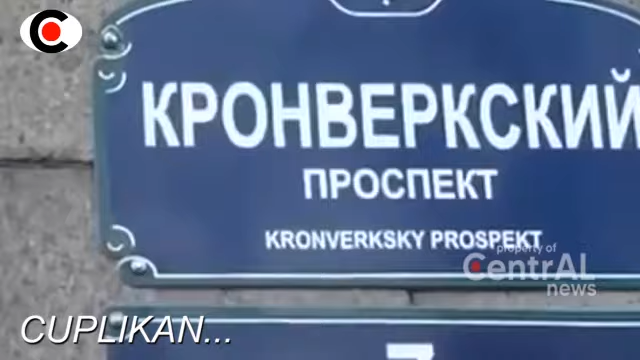 C
КРОНВЕРКСКИЙ
ПРОСПЕКТ
KRONVERKSKY PROSPEKT
property of
CentrAL
news
CUPLIKAN...